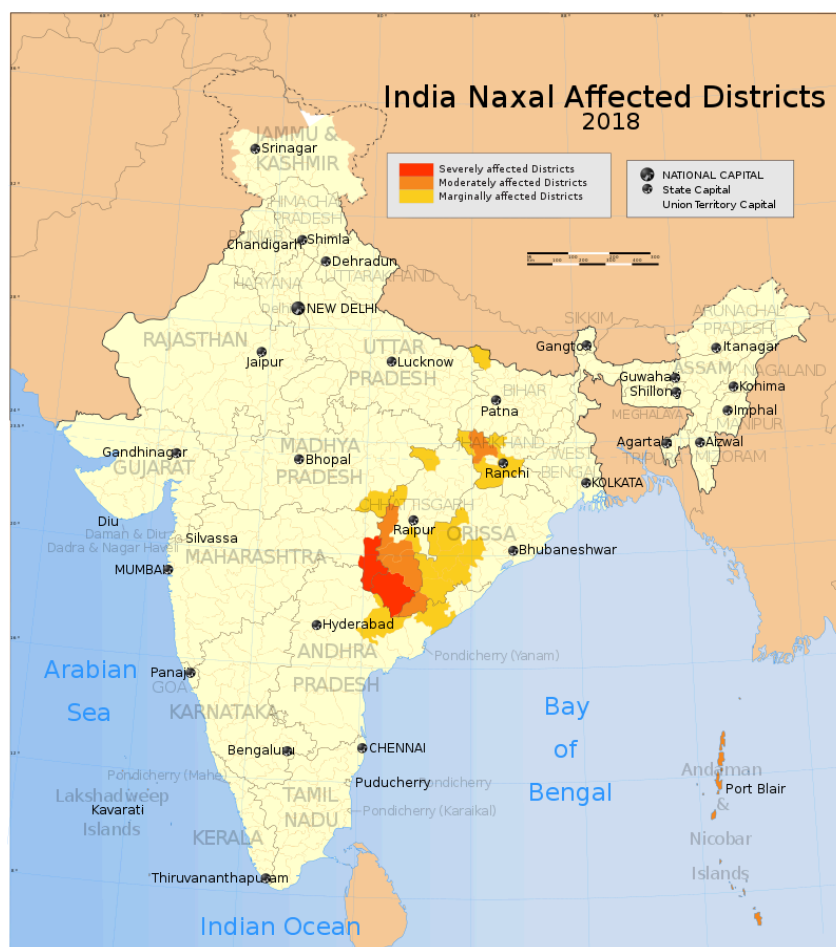 India Naxal Affected Districts
2018
Severely affected Districts
Moderately affected Districts
Marginally affected Districts
NATIONAL CAPITAL
State Capital
Union Territory Capital
JAMMU &
KASHMIR
Srinagar
HIMACHAL
PRADESH
PUNJAB
Shimla
Chandigarh
Dehradun
UTTARAKHAND
HARYANA
Delhi
NEW DELHI
RAJASTHAN
Jaipur
UTTAR
PRADESH
Lucknow
SIKKIM
Gangto
ARUNACHAL
PRADESH
Itanagar
ASSAM
NAGALAND
Guwaha
Shillon
Kohima
MEGHALAYA
Imphal
MANIPUR
BIHAR
Patna
Agartal
TRIPURA
Aizwal
MIZORAM
Gandhinagar
GUJARAT
MADHYA
PRADESH
Bhopal
JHARKHAND
Ranchi
WEST
BENGAL
KOLKATA
CHHATTISGARH
Raipur
ORISSA
Bhubaneshwar
Diu
Daman & Diu
Dadra & Nagar Haveli
Silvassa
MAHARASHTRA
MUMBAI
Hyderabad
ANDHRA
PRADESH
Pondicherry (Yanam)
Arabian
Sea
Panaji
GOA
KARNATAKA
Bay
of
Bengal
Bengaluru
CHENNAI
Pondicherry (Mahe)
Puducherry
Pondicherry
Lakshadweep
Islands
Kavarati
TAMIL
NADU
Pondicherry (Karaikal)
KERALA
Thiruvananthapuram
Andaman
&
Nicobar
Islands
Port Blair
Indian Ocean